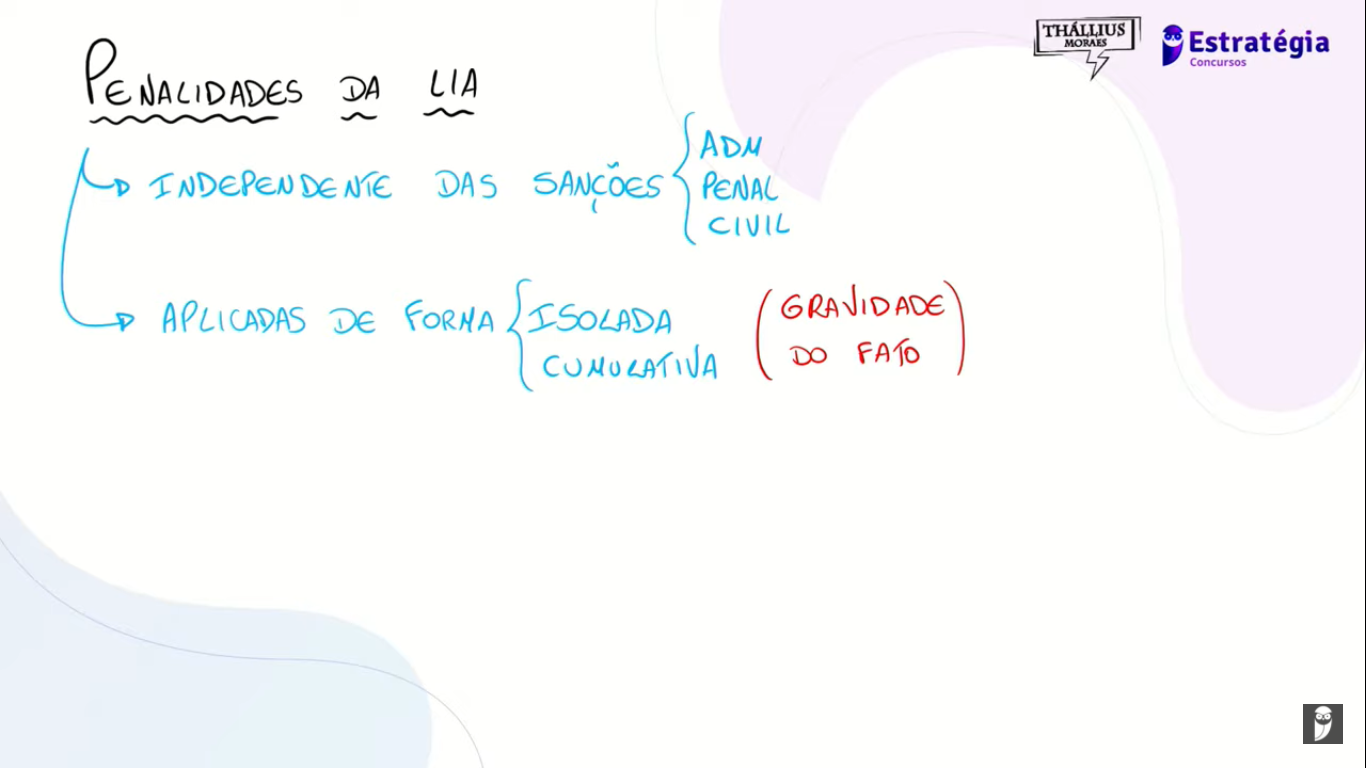 THÁLLIUS
MORAES
Estratégia
Concursos
PENALIDADES DA LIA
INDEPENDENTE DAS SANÇÕES
ADM
PENAL
CIVIL
APLICADAS DE FORMA
ISOLADA
CUMULATIVA
(GRAVIDADE
DO FATO)